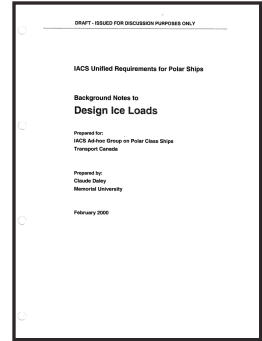 DRAFT - ISSUED FOR DISCUSSION PURPOSES ONLY
IACS Unified Requirements for Polar Ships
Background Notes to
Design Ice Loads
Prepared for:
IACS Ad-hoc Group on Polar Class Ships
Transport Canada
Prepared by:
Claude Daley
Memorial University
February 2000